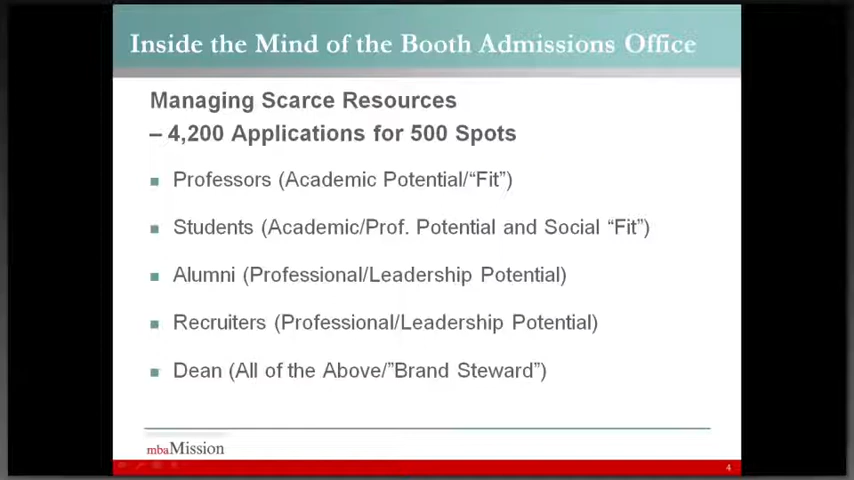 Inside the Mind of the Booth Admissions Office
Managing Scarce Resources
– 4,200 Applications for 500 Spots
Professors (Academic Potential/“Fit”)
Students (Academic/Prof. Potential and Social “Fit”)
Alumni (Professional/Leadership Potential)
Recruiters (Professional/Leadership Potential)
Dean (All of the Above/”Brand Steward”)
mbaMission
4